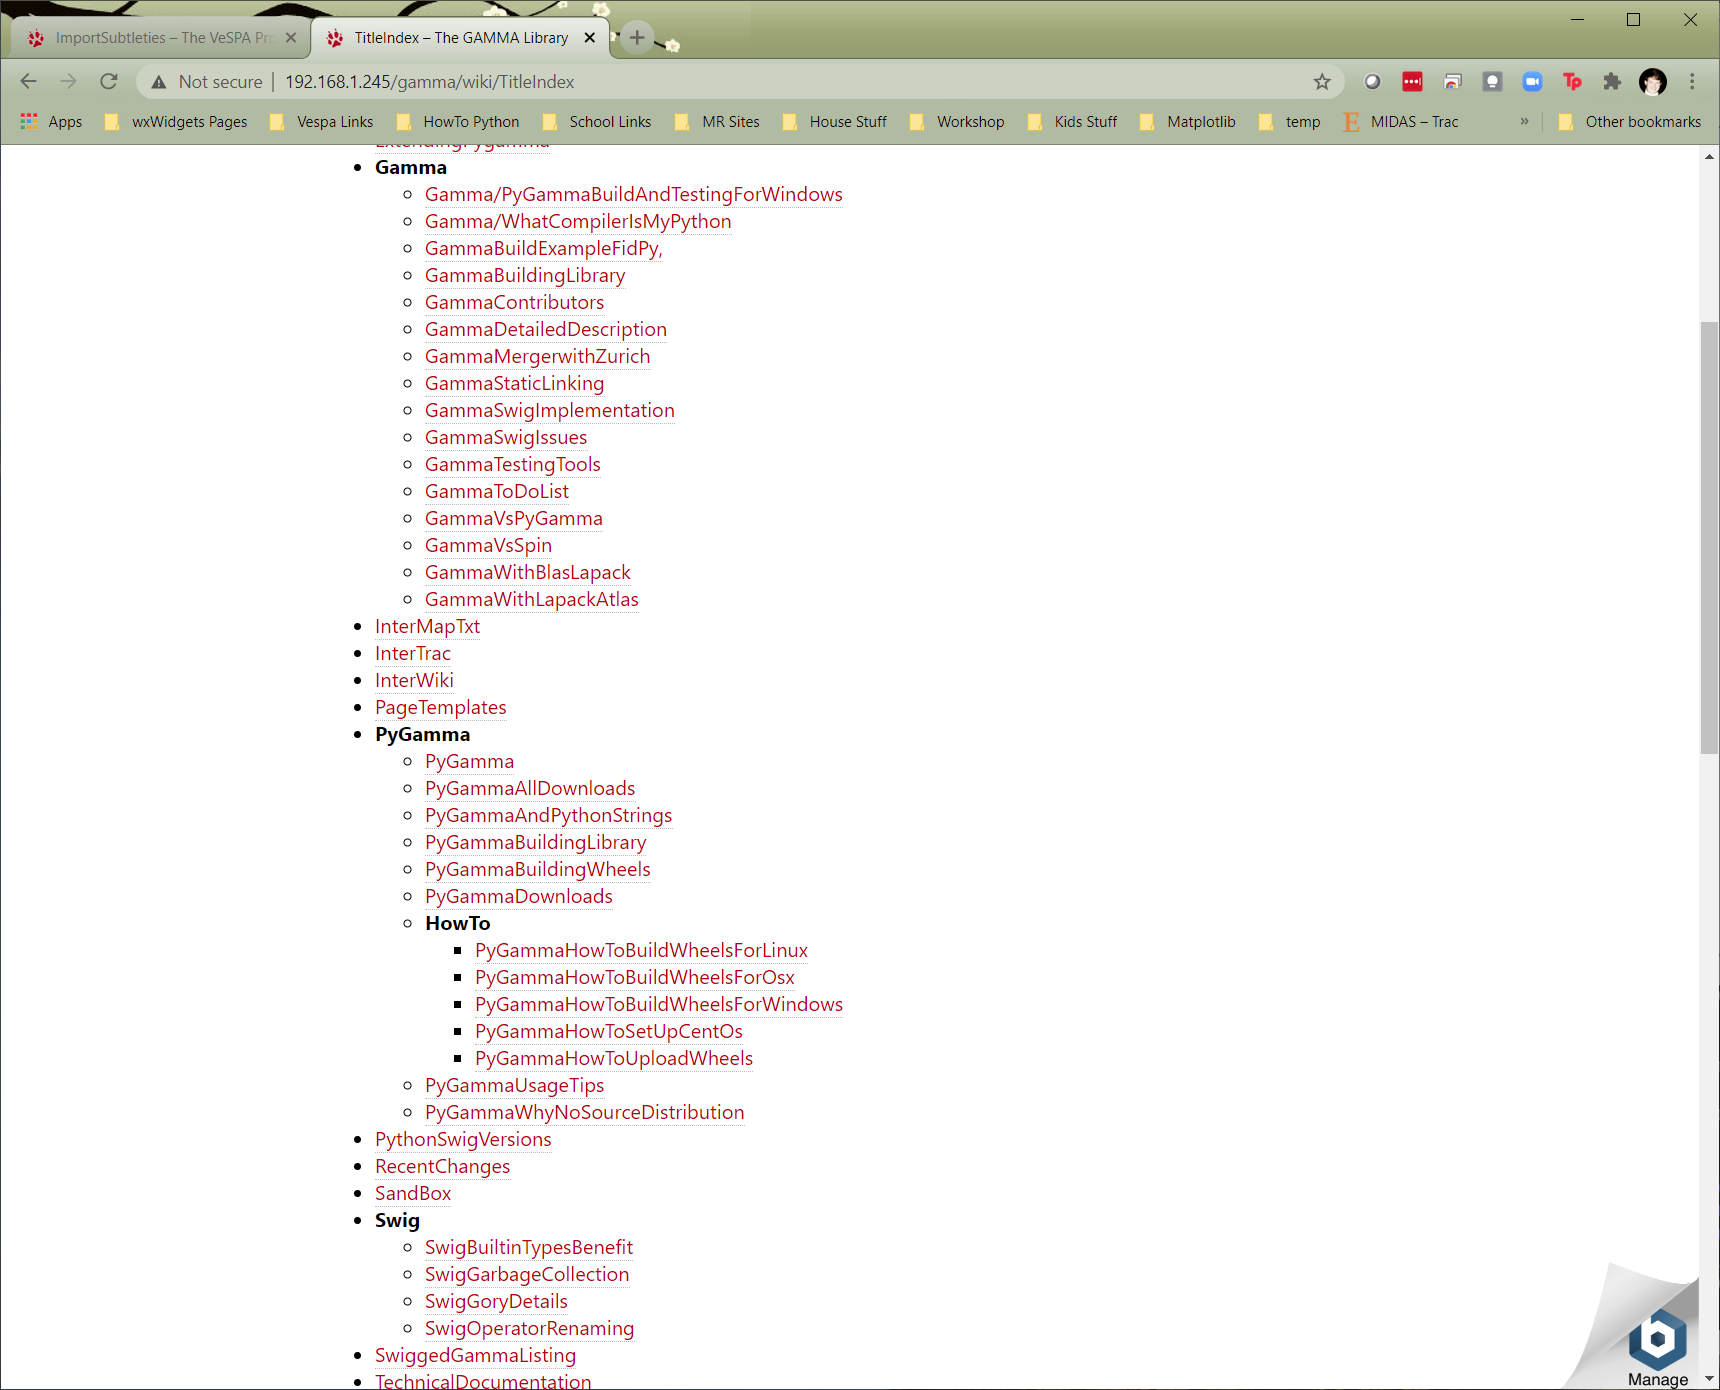 ImportSubtleties – The VeSPA Pro
TitleIndex – The GAMMA Library
Not secure
192.168.1.245/gamma/wiki/TitleIndex
Apps
wxWidgets Pages
Vespa Links
HowTo Python
School Links
MR Sites
House Stuff
Workshop
Kids Stuff
Matplotlib
temp
MIDAS – Trac
»
Other bookmarks
ExtendingPygamma
Gamma
Gamma/PyGammaBuildAndTestingForWindows
Gamma/WhatCompilerIsMyPython
GammaBuildExampleFidPy,
GammaBuildingLibrary
GammaContributors
GammaDetailedDescription
GammaMergerwithZurich
GammaStaticLinking
GammaSwigImplementation
GammaSwigIssues
GammaTestingTools
GammaToDoList
GammaVsPyGamma
GammaVsSpin
GammaWithBlasLapack
GammaWithLapackAtlas
InterMapTxt
InterTrac
InterWiki
PageTemplates
PyGamma
PyGamma
PyGammaAllDownloads
PyGammaAndPythonStrings
PyGammaBuildingLibrary
PyGammaBuildingWheels
PyGammaDownloads
HowTo
PyGammaHowToBuildWheelsForLinux
PyGammaHowToBuildWheelsForOsx
PyGammaHowToBuildWheelsForWindows
PyGammaHowToSetUpCentOs
PyGammaHowToUploadWheels
PyGammaUsageTips
PyGammaWhyNoSourceDistribution
PythonSwigVersions
RecentChanges
SandBox
Swig
SwigBuiltinTypesBenefit
SwigGarbageCollection
SwigGoryDetails
SwigOperatorRenaming
SwiggedGammaListing
TechnicalDocumentation
Manage